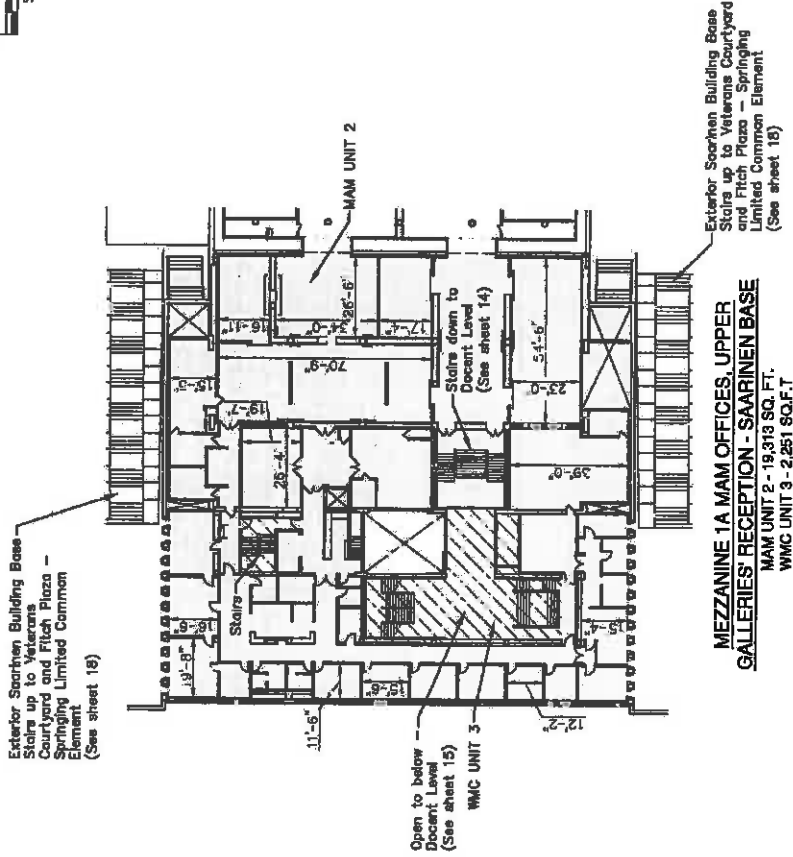 Exterior Saarinen Building Base
Stairs up to Veterans
Courtyard and Fitch Plaza –
Springing Limited Common
Element
(See sheet 18)
Exterior Saarinen Building Base
Stairs up to Veterans Courtyard
and Fitch Plaza – Springing
Limited Common Element
(See sheet 18)
MAM UNIT 2
Stairs down to
Docent Level
(See sheet 14)
Stairs
Open to below
Docent Level
(See sheet 15)
WMC UNIT 3
16'-11"
34'-0"
26'-6"
17'-4"
70'-9"
19'-7"
26'-4"
54'-6"
23'-0"
39'-0"
19'-8"
11'-6"
12'-2"
MEZZANINE 1A MAM OFFICES, UPPER
GALLERIES' RECEPTION - SAARINEN BASE
MAM UNIT 2 - 19,313 SQ. FT.
WMC UNIT 3 - 2,251 SQ.F.T